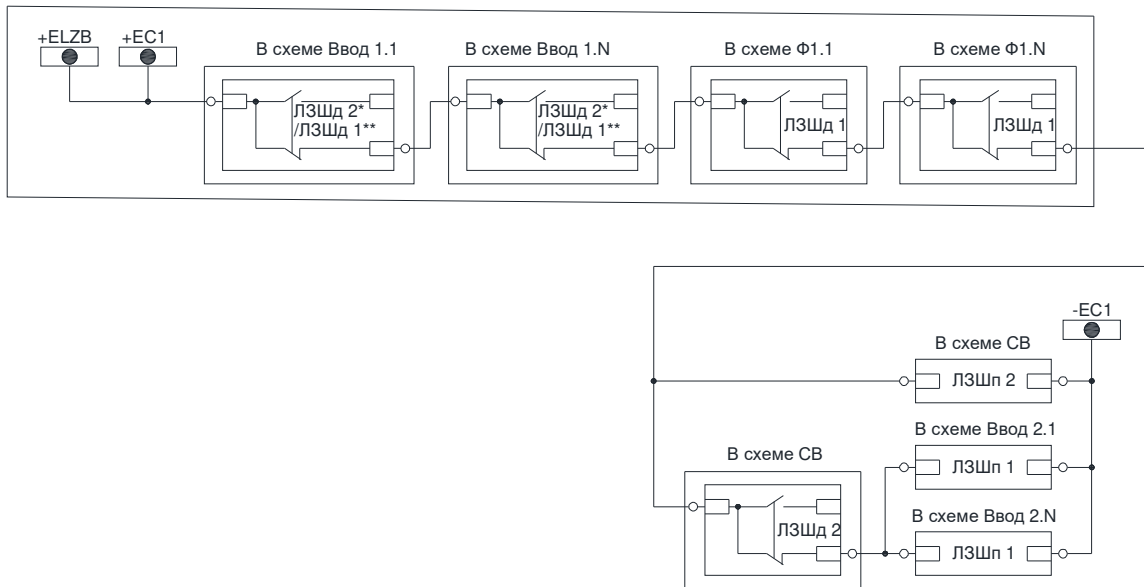 +ELZB
+EC1
В схеме Ввод 1.1
В схеме Ввод 1.N
В схеме Ф1.1
В схеме Ф1.N
ЛЗШд 2*
/ЛЗШд 1**
ЛЗШд 2*
/ЛЗШд 1**
ЛЗШд 1
ЛЗШд 1
-EC1
В схеме СВ
ЛЗШп 2
В схеме Ввод 2.1
ЛЗШп 1
В схеме СВ
ЛЗШд 2
В схеме Ввод 2.N
ЛЗШп 1